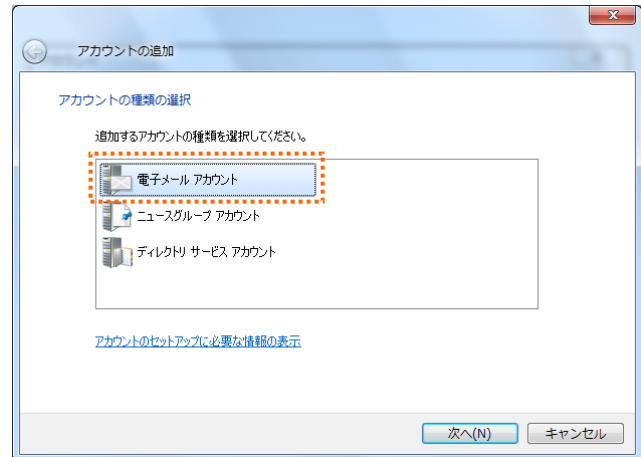 アカウントの追加
アカウントの種類の選択
追加するアカウントの種類を選択してください。
電子メール アカウント
ニュースグループ アカウント
ディレクトリ サービス アカウント
アカウントのセットアップに必要な情報の表示
次へ(N)
キャンセル